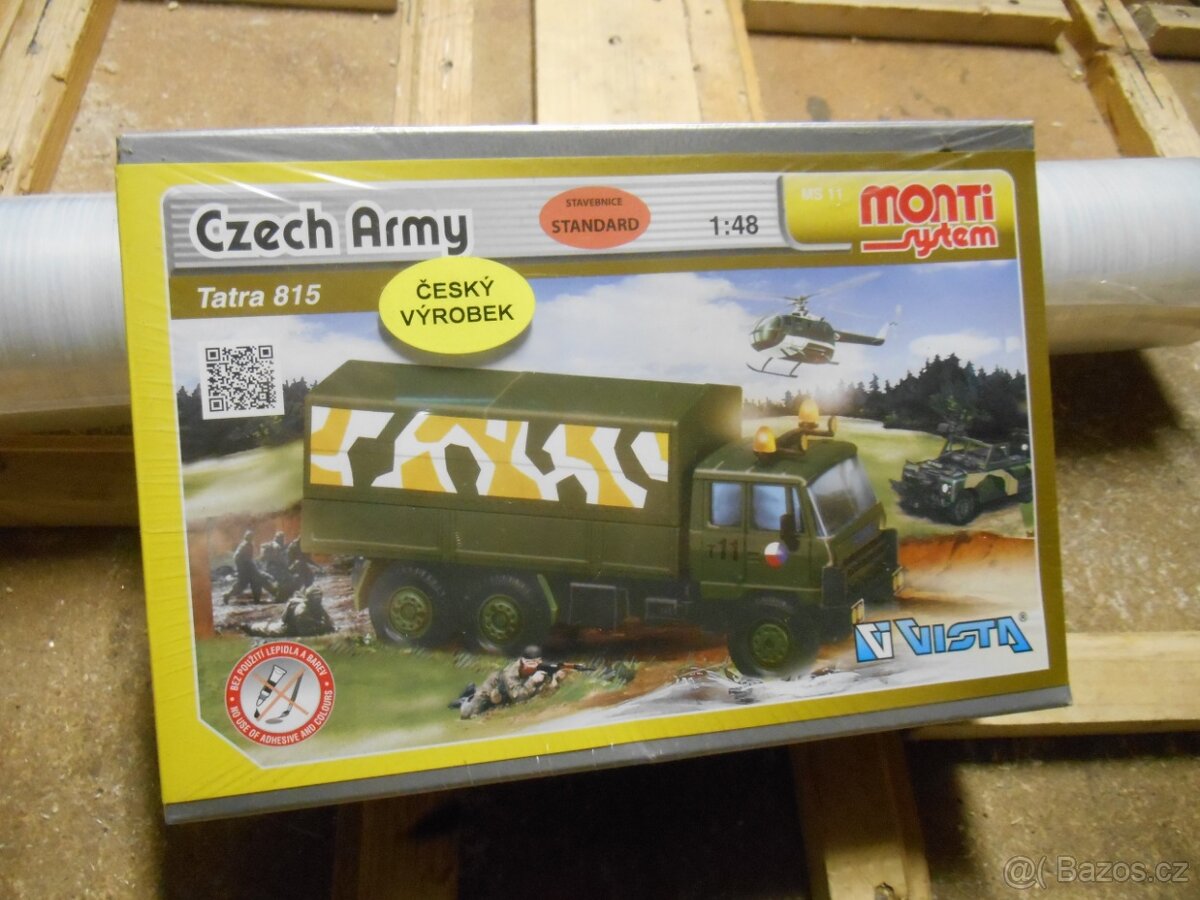 Czech Army
STAVEBNICE
STANDARD
1:48
MS 11
MONTi
system
Tatra 815
ČESKÝ
VÝROBEK
11
VISTA®
• BEZ POUŽITÍ LEPIDLA A BAREV •
NO USE OF ADHESIVE AND COLOURS
Bazos.cz